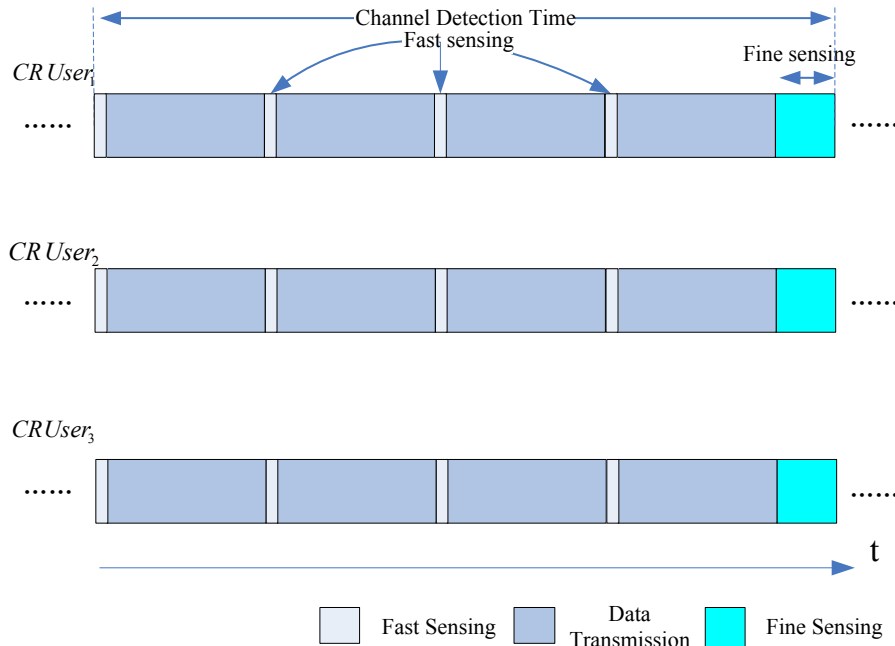 Channel Detection Time
Fast sensing
Fine sensing
CR User₁
......
......
CR User₂
......
......
CR User₃
......
......
t
Fast Sensing
Data
Transmission
Fine Sensing